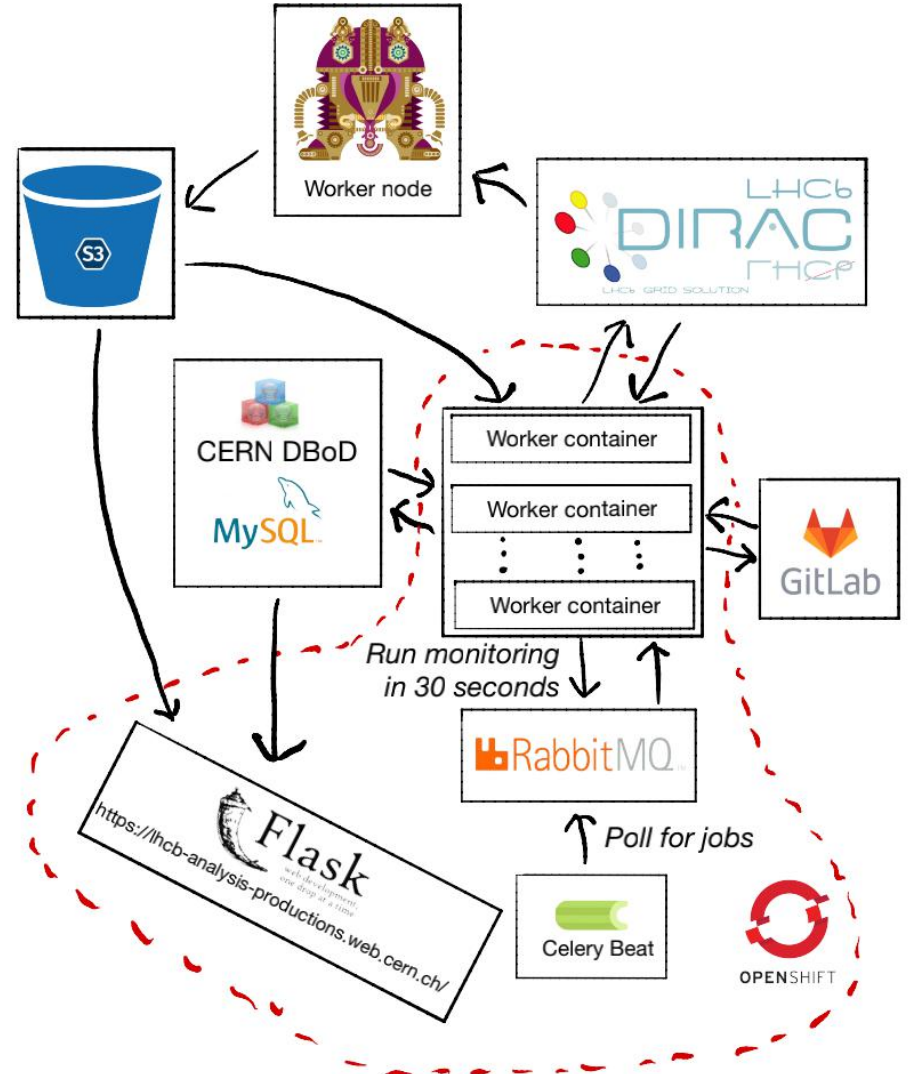 Worker node
S3
LHCb
DIRAC
LHCb
LHCb GRID SOLUTION
CERN DBoD
MySQL
Worker container
Worker container
Worker container
GitLab
Run monitoring
in 30 seconds
RabbitMQ
Poll for jobs
Flask
web development,
one drop at a time
https://lhcb-analysis-productions.web.cern.ch/
Celery Beat
OPENSHIFT